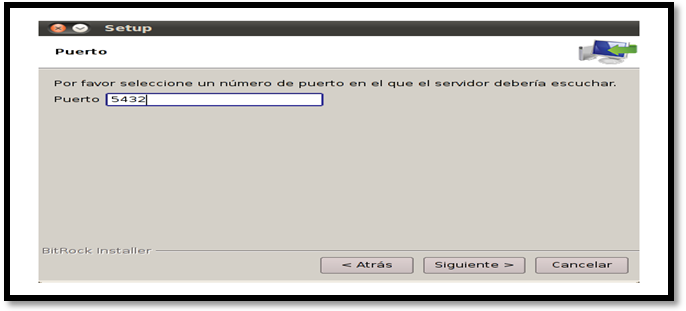 Setup
Puerto
Por favor seleccione un número de puerto en el que el servidor debería escuchar.
Puerto 5432
BitRock Installer
< Atrás Siguiente > Cancelar